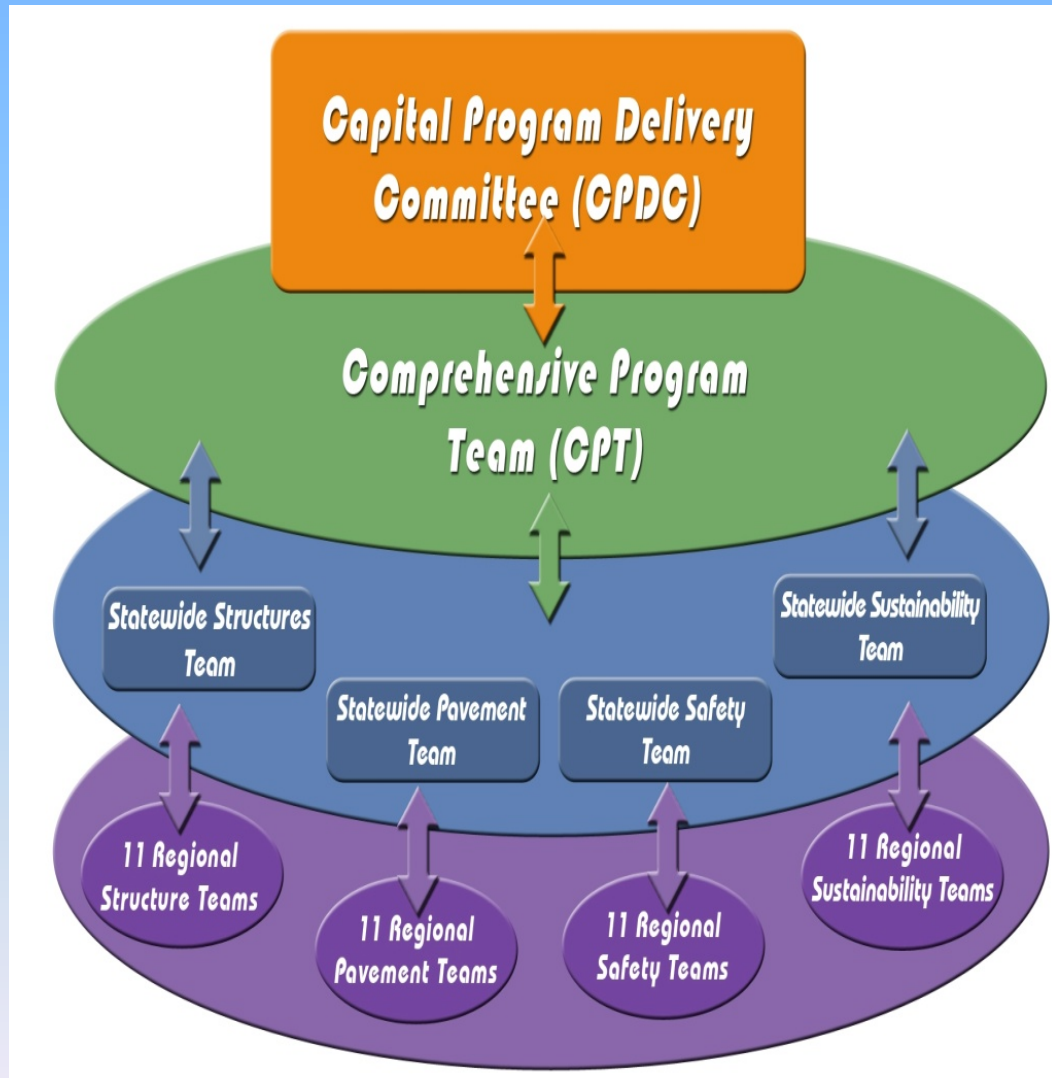 Capital Program Delivery
Committee (CPDC)
Comprehensive Program
Team (CPT)
Statewide Structures
Team
Statewide Sustainability
Team
Statewide Pavement
Team
Statewide Safety
Team
11 Regional
Structure Teams
11 Regional
Sustainability Teams
11 Regional
Pavement Teams
11 Regional
Safety Teams